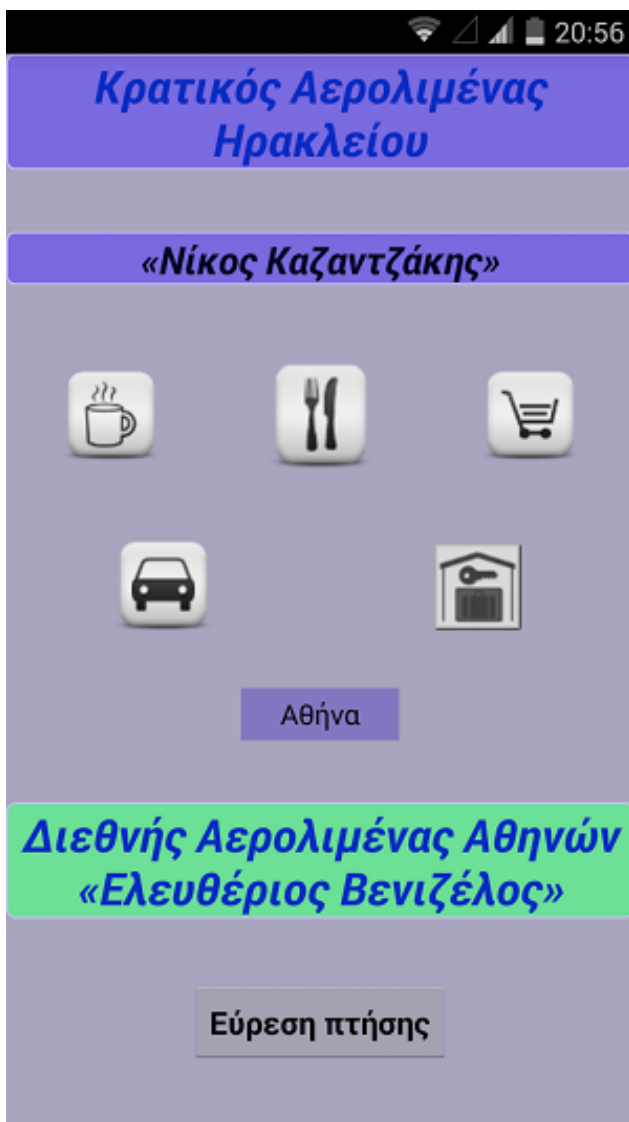 20:56
Κρατικός Αερολιμένας
Ηρακλείου
«Νίκος Καζαντζάκης»
Αθήνα
Διεθνής Αερολιμένας Αθηνών
«Ελευθέριος Βενιζέλος»
Εύρεση πτήσης